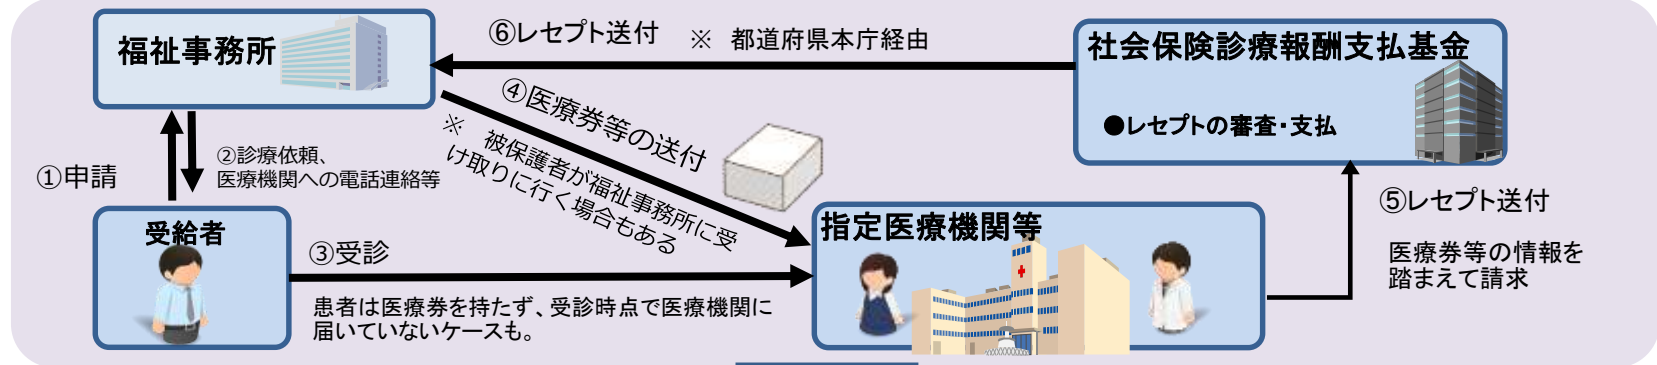 福祉事務所
⑥レセプト送付 ※ 都道府県本庁経由
社会保険診療報酬支払基金
●レセプトの審査・支払
①申請
②診療依頼、
医療機関への電話連絡等
④医療券等の送付
※ 被保護者が福祉事務所に受
け取りに行く場合もある
受給者
③受診
患者は医療券を持たず、受診時点で医療機関に
届いていないケースも。
指定医療機関等
⑤レセプト送付
医療券等の情報を
踏まえて請求